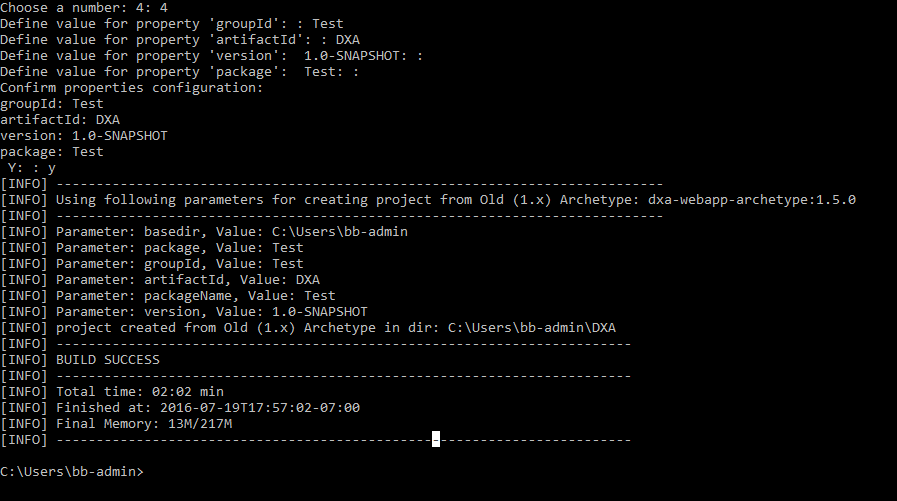 Choose a number: 4: 4
Define value for property 'groupId': : Test
Define value for property 'artifactId': : DXA
Define value for property 'version':  1.0-SNAPSHOT: :
Define value for property 'package':  Test: :
Confirm properties configuration:
groupId: Test
artifactId: DXA
version: 1.0-SNAPSHOT
package: Test
 Y: : y
[INFO] ----------------------------------------------------------------------------
[INFO] Using following parameters for creating project from Old (1.x) Archetype: dxa-webapp-archetype:1.5.0
[INFO] ----------------------------------------------------------------------------
[INFO] Parameter: basedir, Value: C:\Users\bb-admin
[INFO] Parameter: package, Value: Test
[INFO] Parameter: groupId, Value: Test
[INFO] Parameter: artifactId, Value: DXA
[INFO] Parameter: packageName, Value: Test
[INFO] Parameter: version, Value: 1.0-SNAPSHOT
[INFO] project created from Old (1.x) Archetype in dir: C:\Users\bb-admin\DXA
[INFO] ------------------------------------------------------------------------
[INFO] BUILD SUCCESS
[INFO] ------------------------------------------------------------------------
[INFO] Total time: 02:02 min
[INFO] Finished at: 2016-07-19T17:57:02-07:00
[INFO] Final Memory: 13M/217M
[INFO] ------------------------------------------------------------------------
C:\Users\bb-admin>